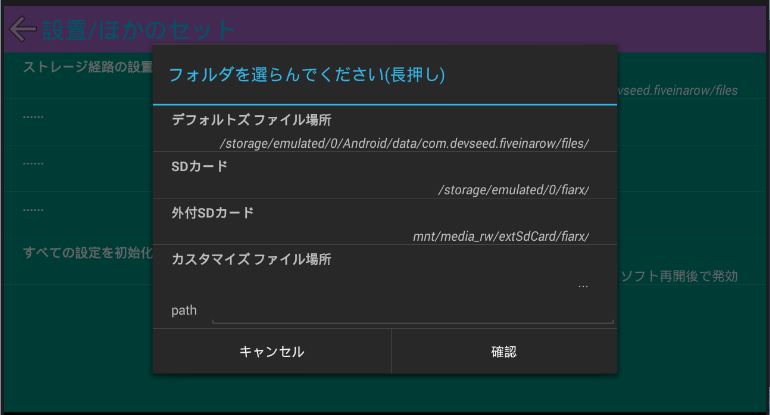 設置/ほかのセット
ストレージ経路の設置
vseed.fiveinarow/files
......
......
......
すべての設定を初期化
ソフト再開後で発効
フォルダを選らんでください(長押し)
デフォルトズ ファイル場所
/storage/emulated/0/Android/data/com.devseed.fiveinarow/files/
SDカード
/storage/emulated/0/fiarx/
外付SDカード
mnt/media_rw/extSdCard/fiarx/
カスタマイズ ファイル場所
...
path
キャンセル
確認